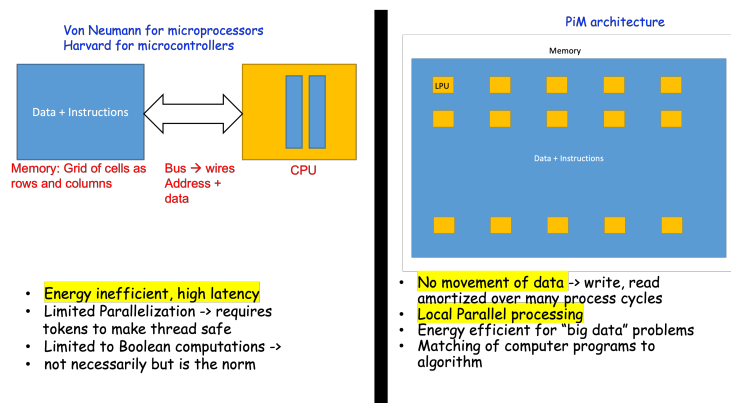 Von Neumann for microprocessors
Harvard for microcontrollers
Data + Instructions
Memory: Grid of cells as
rows and columns
Bus → wires
Address +
data
CPU
• Energy inefficient, high latency
• Limited Parallelization -> requires
tokens to make thread safe
• Limited to Boolean computations ->
• not necessarily but is the norm
PiM architecture
Memory
LPU
Data + Instructions
• No movement of data -> write, read
amortized over many process cycles
• Local Parallel processing
• Energy efficient for “big data” problems
• Matching of computer programs to
algorithm